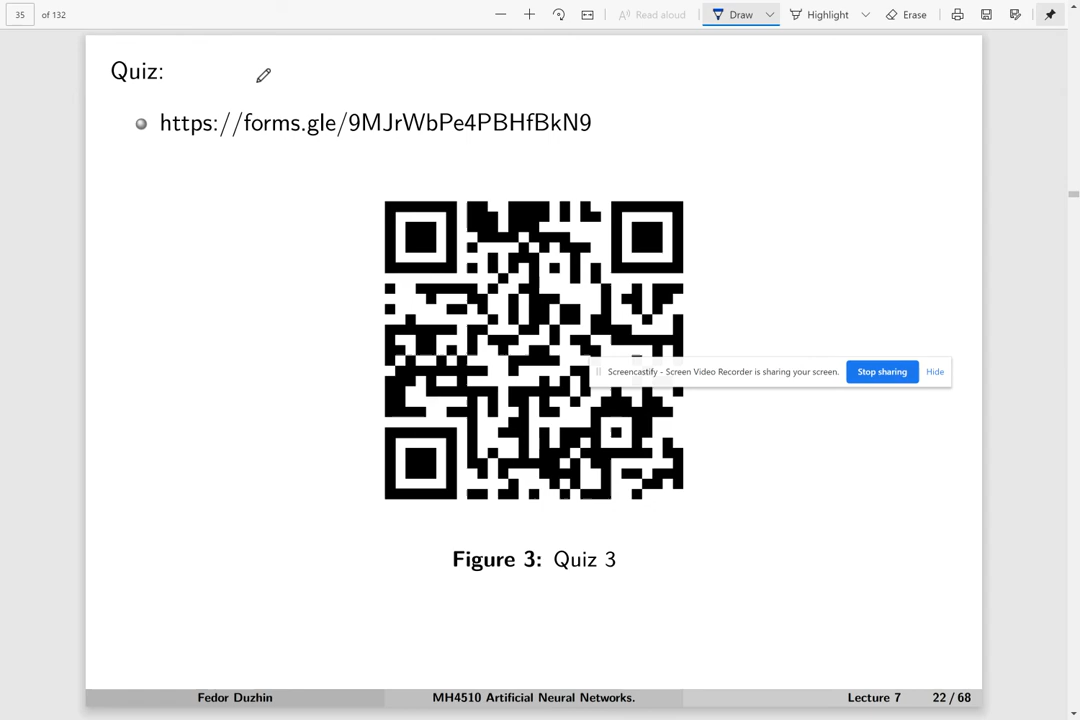 35 of 132 Read aloud Draw Highlight Erase
Quiz:
https://forms.gle/9MJrWbPe4PBHfBkN9
Screencastify - Screen Video Recorder is sharing your screen. Stop sharing Hide
Figure 3: Quiz 3
Fedor Duzhin MH4510 Artificial Neural Networks. Lecture 7 22 / 68